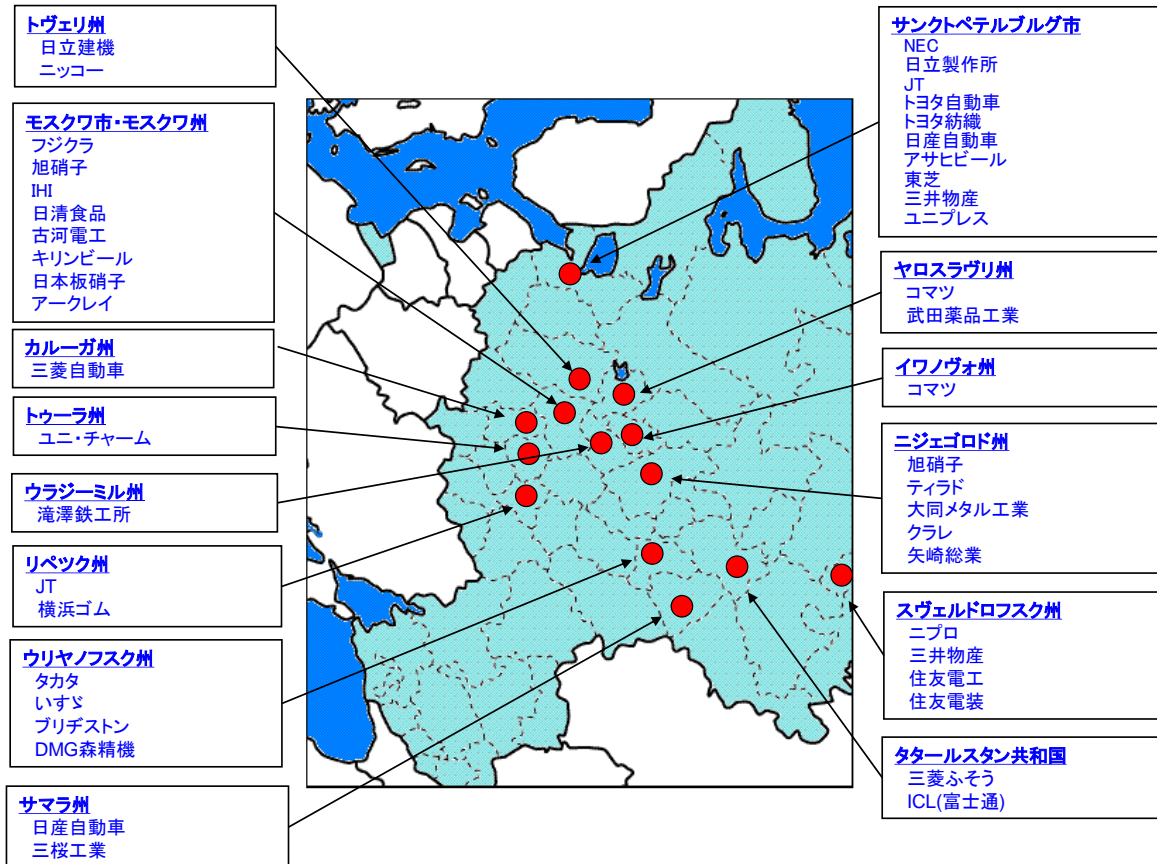 トヴェリ州
日立建機
ニッコー
モスクワ市・モスクワ州
フジクラ
旭硝子
IHI
日清食品
古河電工
キリンビール
日本板硝子
アークレイ
カルーガ州
三菱自動車
トゥーラ州
ユニ・チャーム
ウラジーミル州
滝澤鉄工所
リペツク州
JT
横浜ゴム
ウリヤノフスク州
タカタ
いすゞ
ブリヂストン
DMG森精機
サマラ州
日産自動車
三桜工業
サンクトペテルブルグ市
NEC
日立製作所
JT
トヨタ自動車
トヨタ紡織
日産自動車
アサヒビール
東芝
三井物産
ユニプレス
ヤロスラヴリ州
コマツ
武田薬品工業
イワノヴォ州
コマツ
ニジェゴロド州
旭硝子
ティラド
大同メタル工業
クラレ
矢崎総業
スヴェルドロフスク州
ニプロ
三井物産
住友電工
住友電装
タタールスタン共和国
三菱ふそう
ICL(富士通)